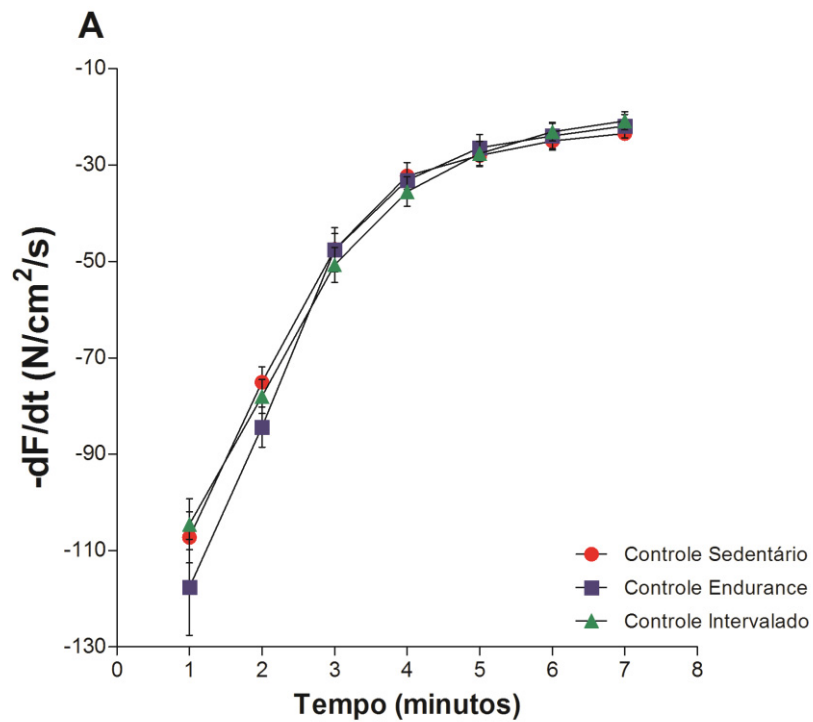 A
-dF/dt (N/cm²/s)
-10
-30
-50
-70
-90
-110
-130
0 1 2 3 4 5 6 7 8
Tempo (minutos)
Controle Sedentário
Controle Endurance
Controle Intervalado